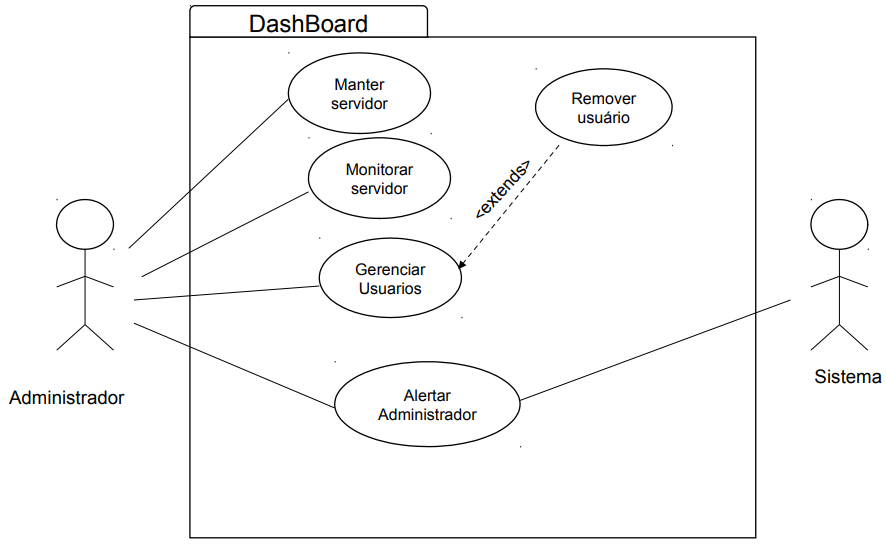 DashBoard
Manter
servidor
Remover
usuário
Monitorar
servidor
<extends>
Gerenciar
Usuarios
Sistema
Alertar
Administrador
Administrador